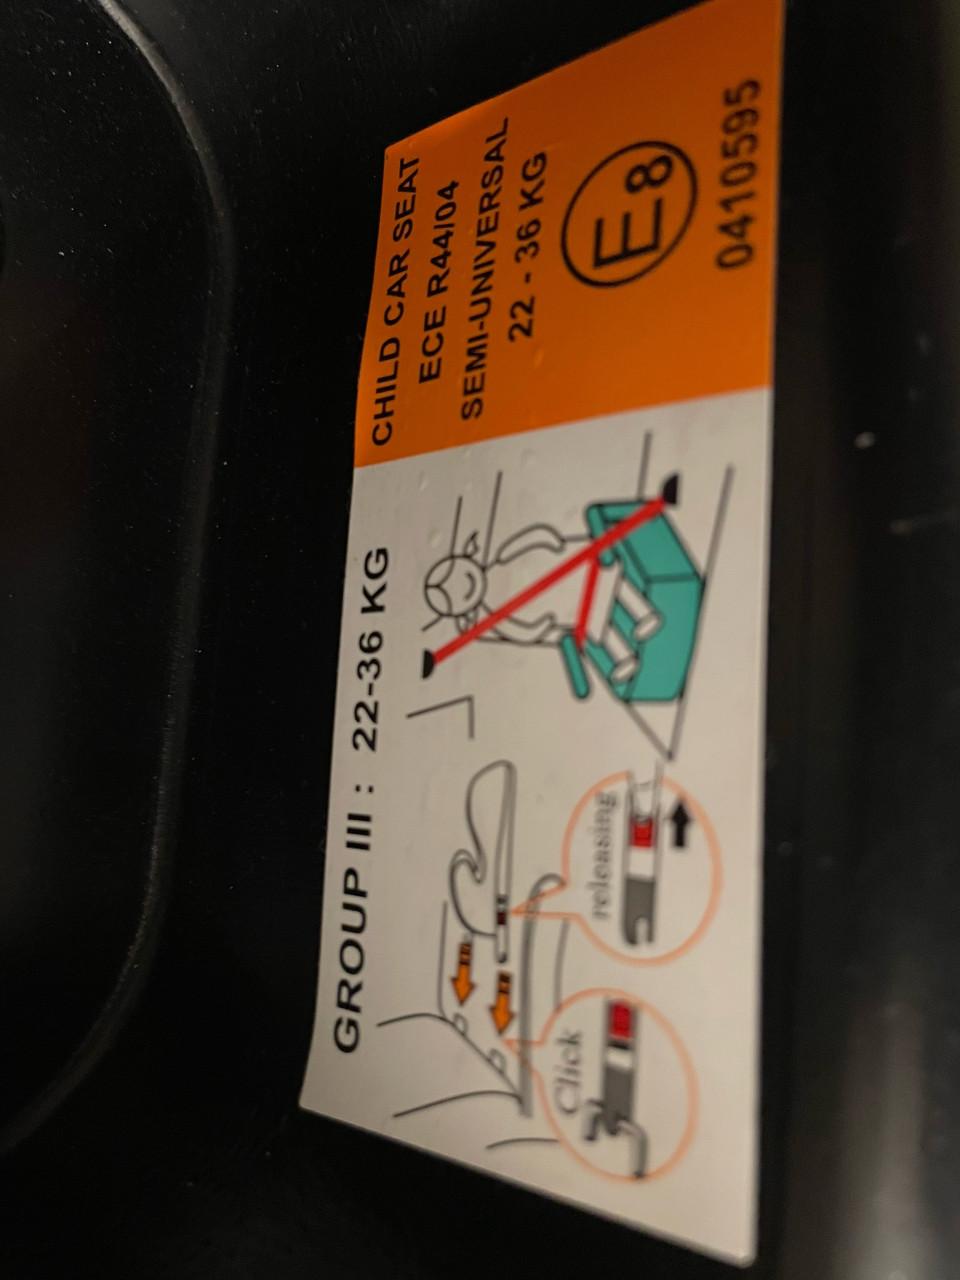 GROUP III : 22-36 KG
Click
releasing
CHILD CAR SEAT
ECE R44/04
SEMI-UNIVERSAL
22 - 36 KG
E8
0410595